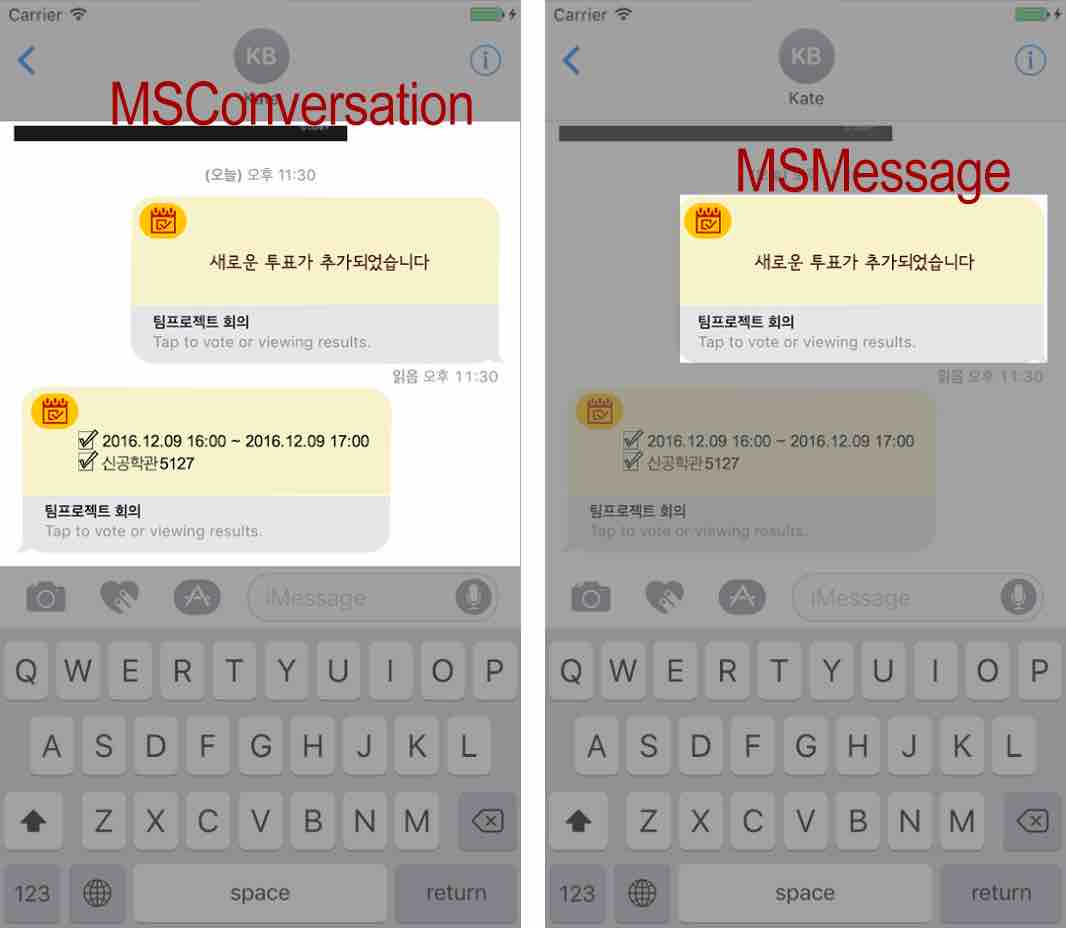 Carrier
KB
MSConversation
(오늘) 오후 11:30
새로운 투표가 추가되었습니다
팀프로젝트 회의
Tap to vote or viewing results.
읽음 오후 11:30
2016.12.09 16:00 ~ 2016.12.09 17:00
신공학관5127
팀프로젝트 회의
Tap to vote or viewing results.
iMessage
Q W E R T Y U I O P
A S D F G H J K L
Z X C V B N M
123 space return
Carrier
KB
Kate
MSMessage
새로운 투표가 추가되었습니다
팀프로젝트 회의
Tap to vote or viewing results.
읽음 오후 11:30
2016.12.09 16:00 ~ 2016.12.09 17:00
신공학관5127
팀프로젝트 회의
Tap to vote or viewing results.
iMessage
Q W E R T Y U I O P
A S D F G H J K L
Z X C V B N M
123 space return